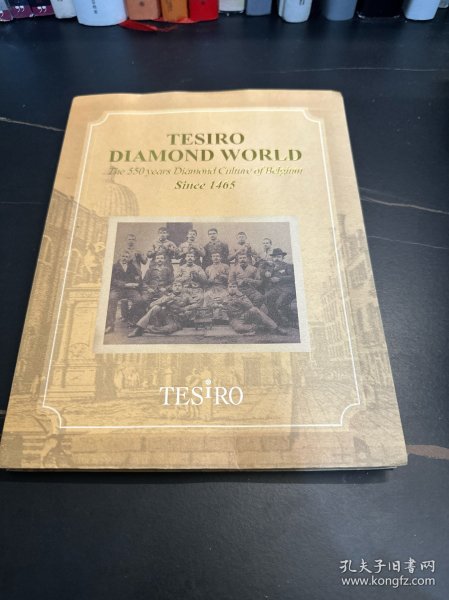 TESIRO
DIAMOND WORLD
The 550 years Diamond Culture of Belgium
Since 1465
TESiRO
孔夫子旧书网
www.kongfz.com